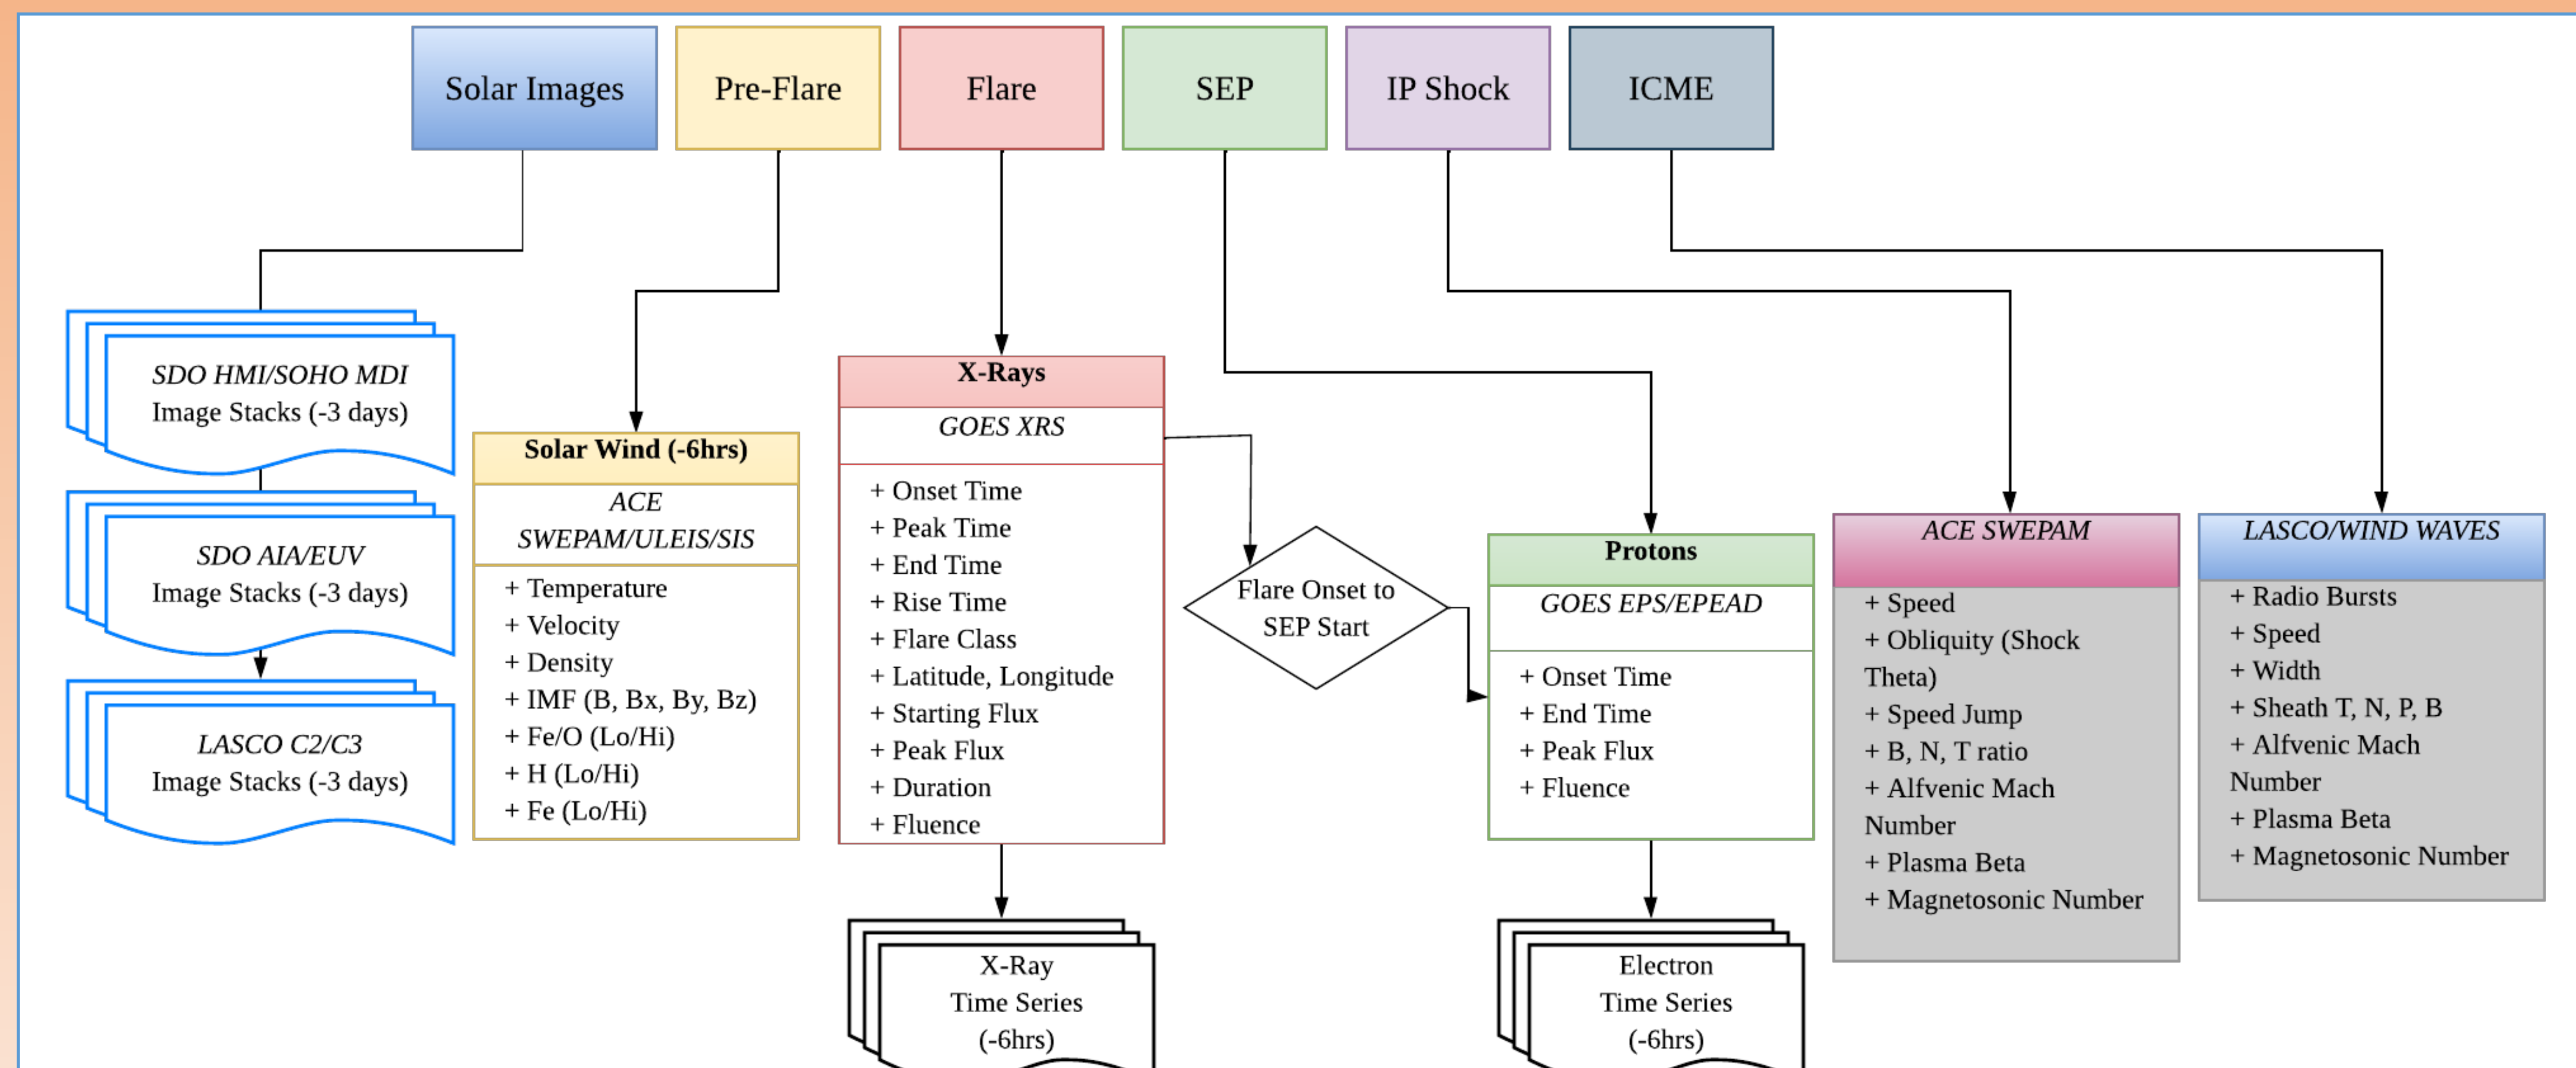 Solar Images
Pre-Flare
Flare
SEP
IP Shock
ICME
SDO HMI/SOHO MDI
Image Stacks (-3 days)
SDO AIA/EUV
Image Stacks (-3 days)
LASCO C2/C3
Image Stacks (-3 days)
Solar Wind (-6hrs)
ACE
SWEPAM/ULEIS/SIS
+ Temperature
+ Velocity
+ Density
+ IMF (B, Bx, By, Bz)
+ Fe/O (Lo/Hi)
+ H (Lo/Hi)
+ Fe (Lo/Hi)
X-Rays
GOES XRS
+ Onset Time
+ Peak Time
+ End Time
+ Rise Time
+ Flare Class
+ Latitude, Longitude
+ Starting Flux
+ Peak Flux
+ Duration
+ Fluence
X-Ray
Time Series
(-6hrs)
Flare Onset to
SEP Start
Protons
GOES EPS/EPEAD
+ Onset Time
+ End Time
+ Peak Flux
+ Fluence
Electron
Time Series
(-6hrs)
ACE SWEPAM
+ Speed
+ Obliquity (Shock
Theta)
+ Speed Jump
+ B, N, T ratio
+ Alfvenic Mach
Number
+ Plasma Beta
+ Magnetosonic Number
LASCO/WIND WAVES
+ Radio Bursts
+ Speed
+ Width
+ Sheath T, N, P, B
+ Alfvenic Mach
Number
+ Plasma Beta
+ Magnetosonic Number